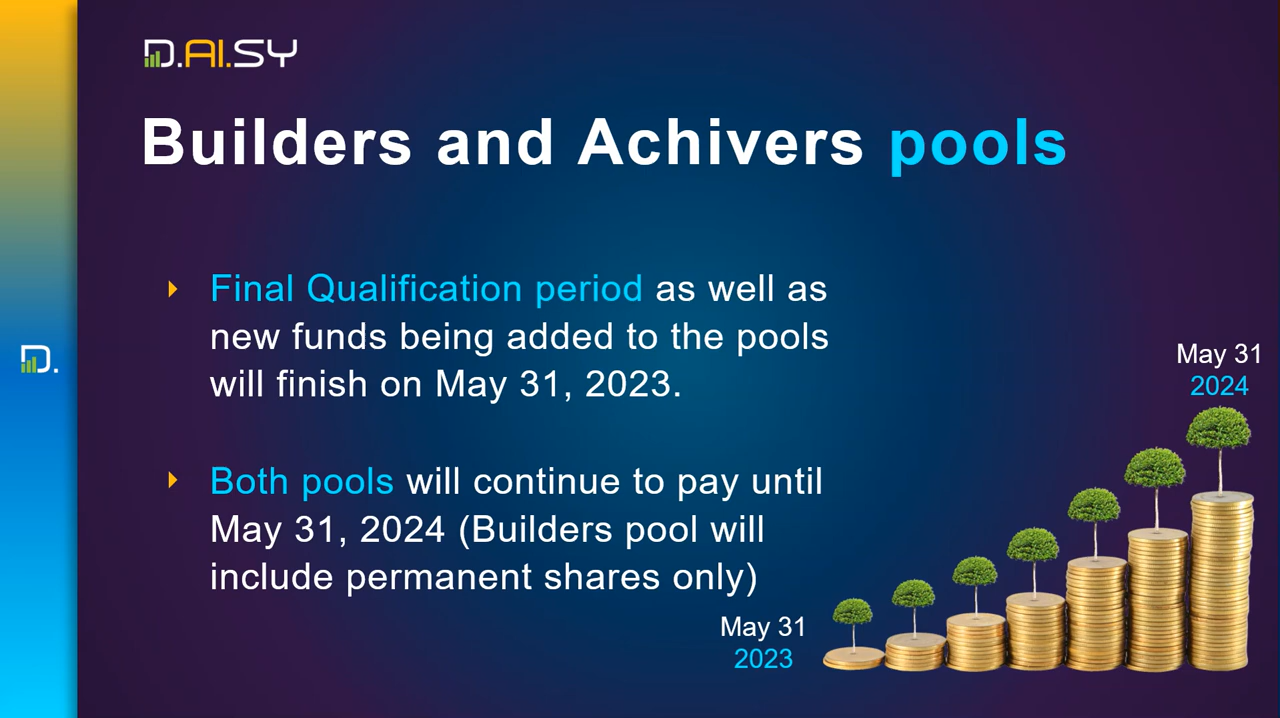 D.AI.SY
Builders and Achivers pools
Final Qualification period as well as
new funds being added to the pools
will finish on May 31, 2023.
Both pools will continue to pay until
May 31, 2024 (Builders pool will
include permanent shares only)
May 31
2023
May 31
2024
D.